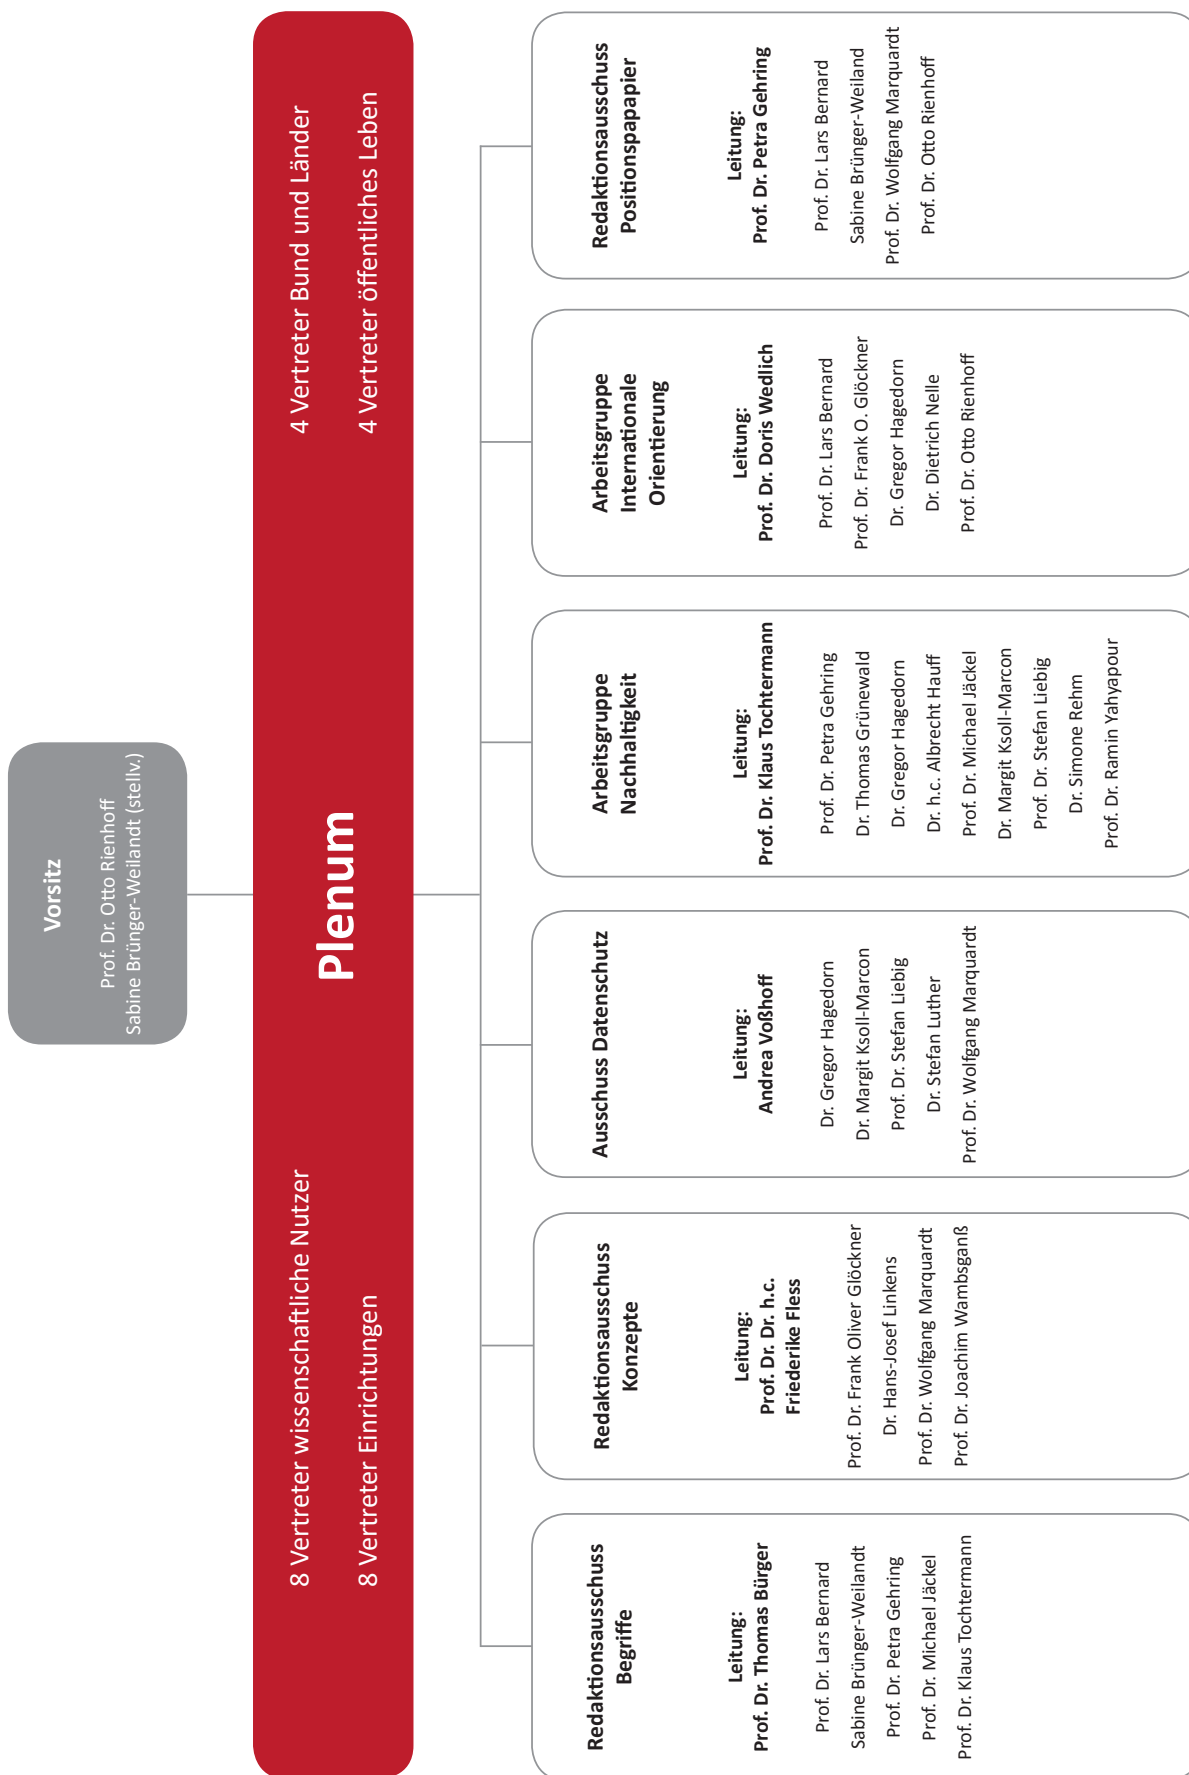 Vorsitz
Prof. Dr. Otto Rienhoff
Sabine Brünger-Weilandt (stellv.)
8 Vertreter wissenschaftliche Nutzer
8 Vertreter Einrichtungen
Plenum
4 Vertreter Bund und Länder
4 Vertreter öffentliches Leben
Redaktionsausschuss
Begriffe
Leitung:
Prof. Dr. Thomas Bürger
Prof. Dr. Lars Bernard
Sabine Brünger-Weilandt
Prof. Dr. Petra Gehring
Prof. Dr. Michael Jäckel
Prof. Dr. Klaus Tochtermann
Redaktionsausschuss
Konzepte
Leitung:
Prof. Dr. Dr. h.c.
Friederike Fless
Prof. Dr. Frank Oliver Glöckner
Dr. Hans-Josef Linkens
Prof. Dr. Wolfgang Marquardt
Prof. Dr. Joachim Wambsganß
Ausschuss Datenschutz
Leitung:
Andrea Voßhoff
Dr. Gregor Hagedorn
Dr. Margit Ksoll-Marcon
Prof. Dr. Stefan Liebig
Dr. Stefan Luther
Prof. Dr. Wolfgang Marquardt
Arbeitsgruppe
Nachhaltigkeit
Leitung:
Prof. Dr. Klaus Tochtermann
Prof. Dr. Petra Gehring
Dr. Thomas Grünewald
Dr. Gregor Hagedorn
Dr. h.c. Albrecht Hauff
Prof. Dr. Michael Jäckel
Dr. Margit Ksoll-Marcon
Prof. Dr. Stefan Liebig
Dr. Simone Rehm
Prof. Dr. Ramin Yahyapour
Arbeitsgruppe
Internationale
Orientierung
Leitung:
Prof. Dr. Doris Wedlich
Prof. Dr. Lars Bernard
Prof. Dr. Frank O. Glöckner
Dr. Gregor Hagedorn
Dr. Dietrich Nelle
Prof. Dr. Otto Rienhoff
Redaktionsausschuss
Positionspapapier
Leitung:
Prof. Dr. Petra Gehring
Prof. Dr. Lars Bernard
Sabine Brünger-Weiland
Prof. Dr. Wolfgang Marquardt
Prof. Dr. Otto Rienhoff